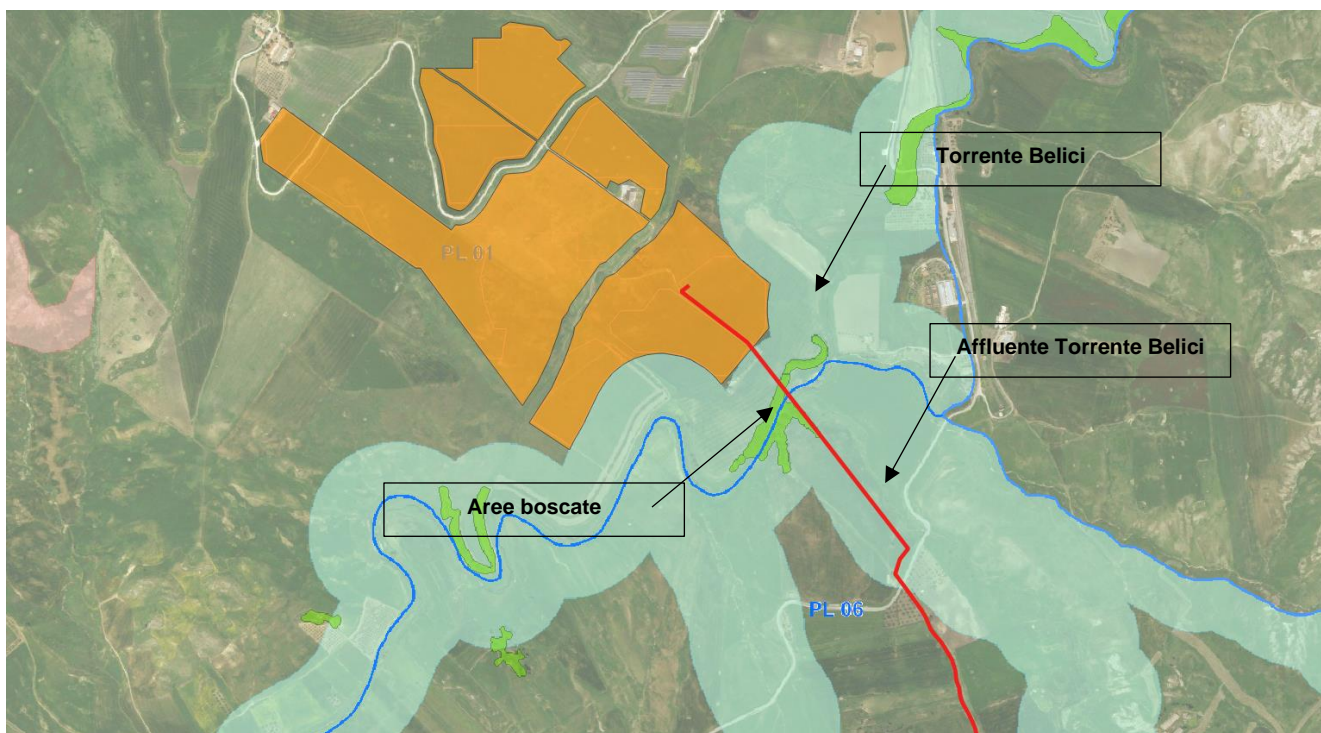 Torrente Belici
PL 01
Affluente Torrente Belici
Aree boscate
PL 06